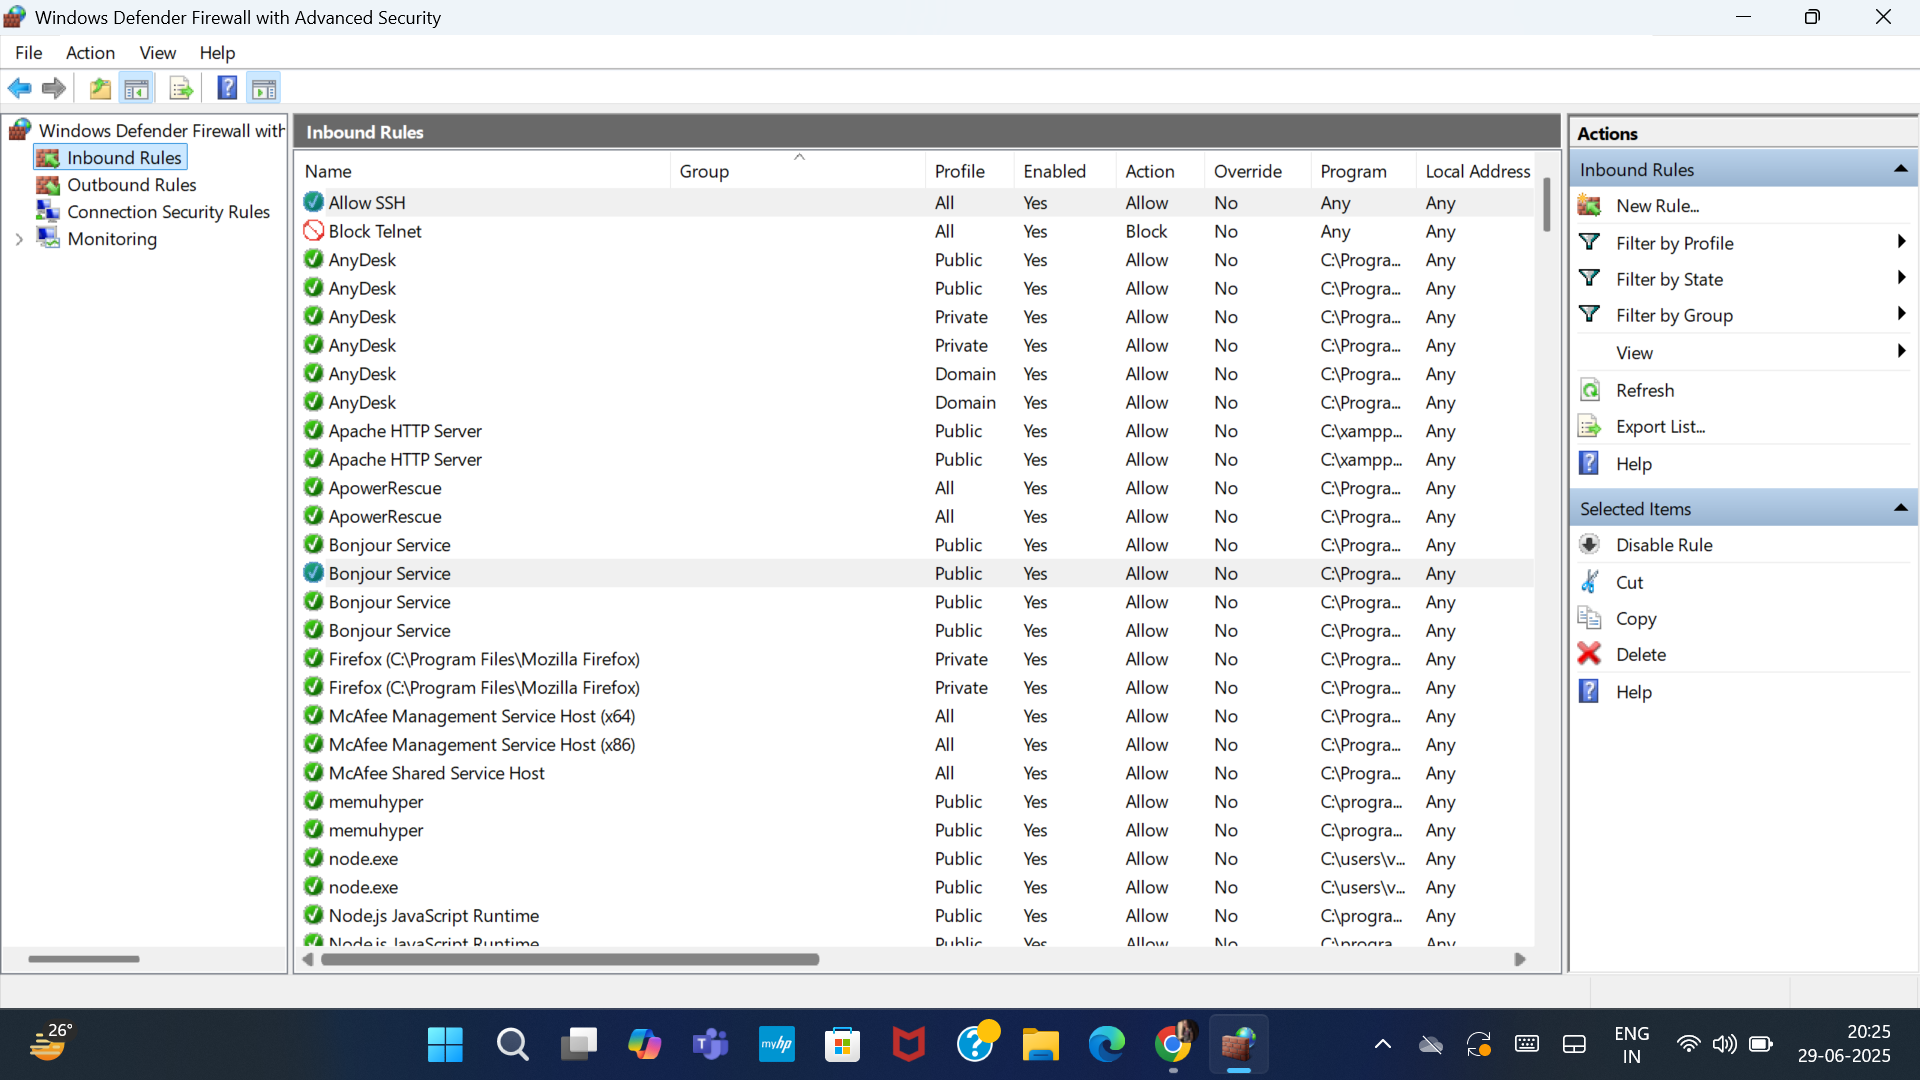 Windows Defender Firewall with Advanced Security
File Action View Help
Windows Defender Firewall with
Inbound Rules
Outbound Rules
Connection Security Rules
Monitoring
Inbound Rules
Name Group Profile Enabled Action Override Program Local Address
Allow SSH All Yes Allow No Any Any
Block Telnet All Yes Block No Any Any
AnyDesk Public Yes Allow No C:\Progra... Any
AnyDesk Public Yes Allow No C:\Progra... Any
AnyDesk Private Yes Allow No C:\Progra... Any
AnyDesk Private Yes Allow No C:\Progra... Any
AnyDesk Domain Yes Allow No C:\Progra... Any
AnyDesk Domain Yes Allow No C:\Progra... Any
Apache HTTP Server Public Yes Allow No C:\xampp... Any
Apache HTTP Server Public Yes Allow No C:\xampp... Any
ApowerRescue All Yes Allow No C:\Progra... Any
ApowerRescue All Yes Allow No C:\Progra... Any
Bonjour Service Public Yes Allow No C:\Progra... Any
Bonjour Service Public Yes Allow No C:\Progra... Any
Bonjour Service Public Yes Allow No C:\Progra... Any
Bonjour Service Public Yes Allow No C:\Progra... Any
Firefox (C:\Program Files\Mozilla Firefox) Private Yes Allow No C:\Progra... Any
Firefox (C:\Program Files\Mozilla Firefox) Private Yes Allow No C:\Progra... Any
McAfee Management Service Host (x64) All Yes Allow No C:\Progra... Any
McAfee Management Service Host (x86) All Yes Allow No C:\Progra... Any
McAfee Shared Service Host All Yes Allow No C:\Progra... Any
memuhyper Public Yes Allow No C:\progra... Any
memuhyper Public Yes Allow No C:\progra... Any
node.exe Public Yes Allow No C:\users\v... Any
node.exe Public Yes Allow No C:\users\v... Any
Node.js JavaScript Runtime Public Yes Allow No C:\progra... Any
Node.js JavaScript Runtime Public Yes Allow No C:\progra... Any
Actions
Inbound Rules
New Rule...
Filter by Profile
Filter by State
Filter by Group
View
Refresh
Export List...
Help
Selected Items
Disable Rule
Cut
Copy
Delete
Help
26°
myhp
ENG
IN
20:25
29-06-2025